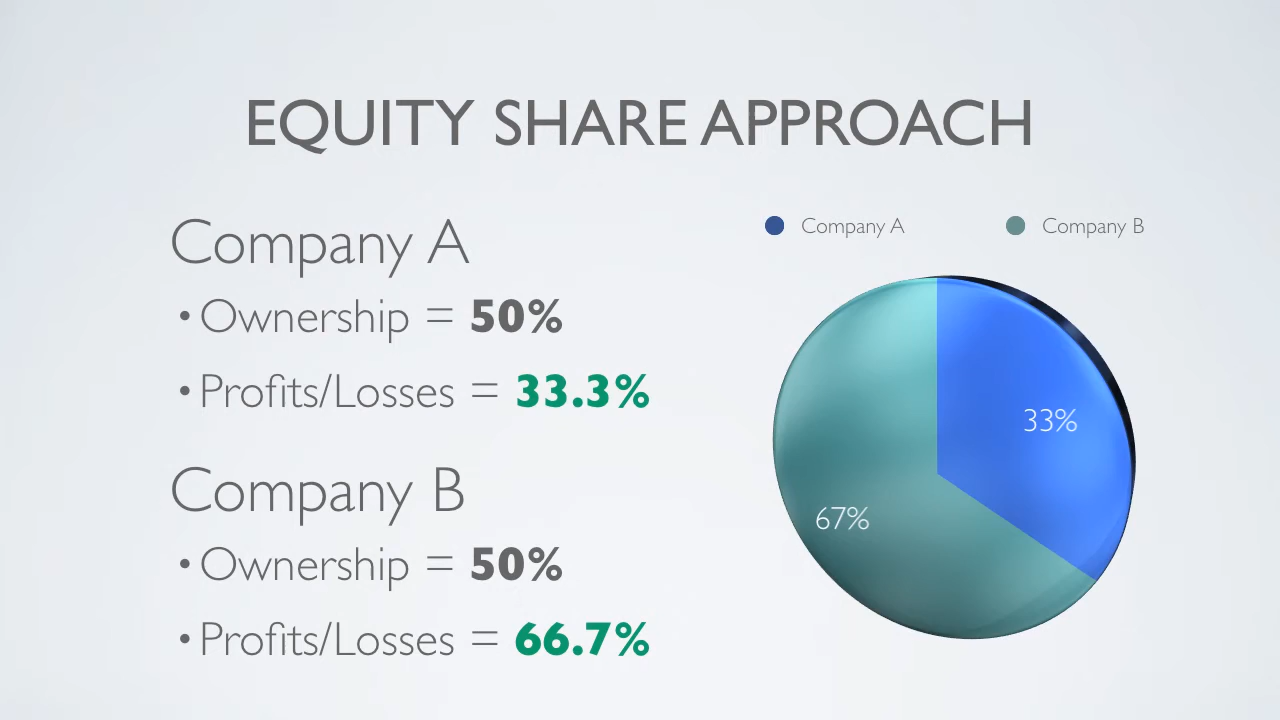 EQUITY SHARE APPROACH
Company A
• Ownership = 50%
• Profits/Losses = 33.3%
Company B
• Ownership = 50%
• Profits/Losses = 66.7%
Company A
Company B
33%
67%